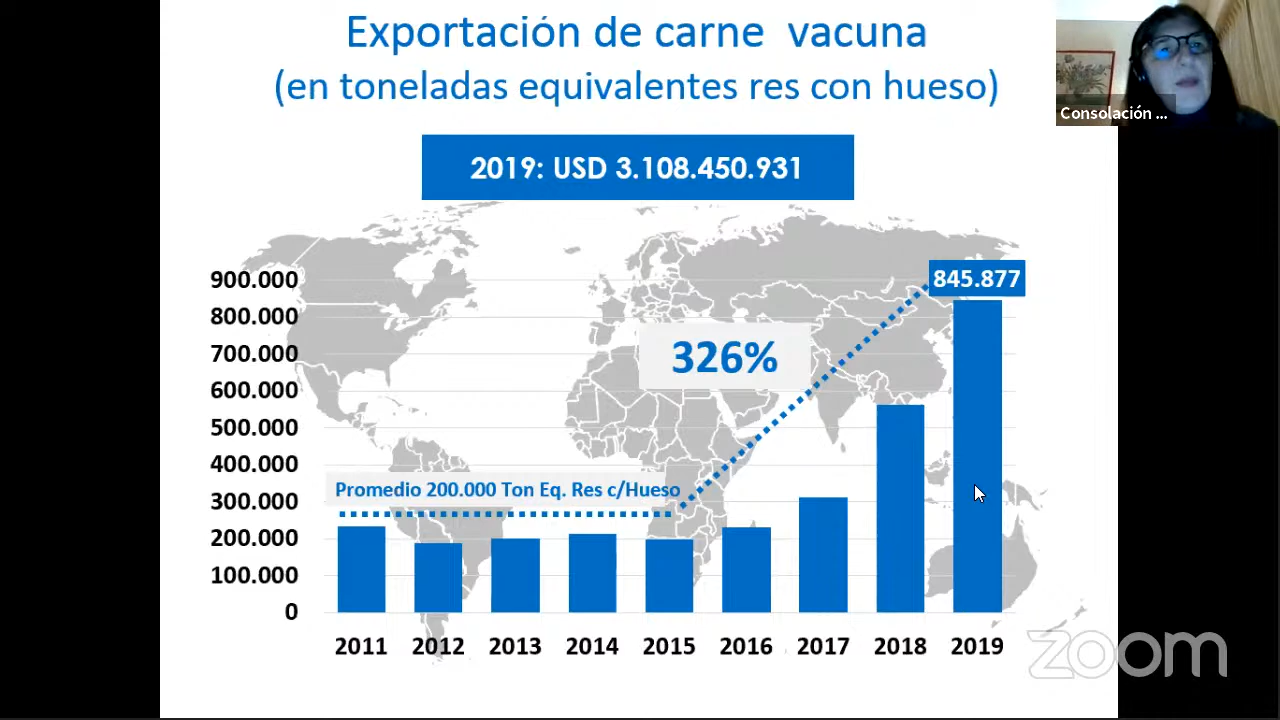 Exportación de carne vacuna
(en toneladas equivalentes res con hueso)
Consolación ...
2019: USD 3.108.450.931
900.000
845.877
800.000
700.000
326%
600.000
500.000
400.000
Promedio 200.000 Ton Eq. Res c/Hueso
300.000
200.000
100.000
0
2011 2012 2013 2014 2015 2016 2017 2018 2019
zoom